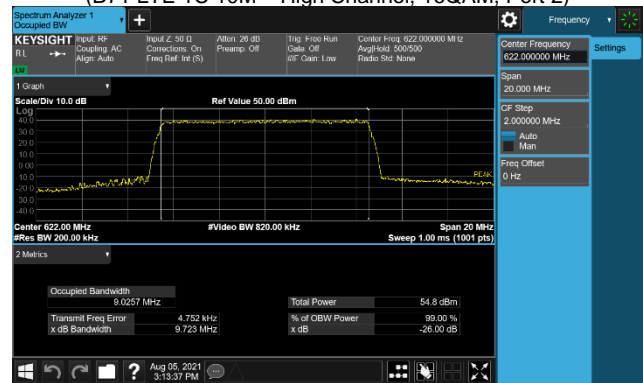 (B71 LTE 1C 10M - High Channel, 16QAM, Port 2)
Spectrum Analyzer 1
Occupied BW
Frequency
KEYSIGHT
Input: RF
Input Z: 50 Ω
Atten: 26 dB
Trig: Free Run
Center Freq: 622.000000 MHz
RL
Coupling: AC
Corrections: On
Preamp: Off
Gate: Off
Avg|Hold: 500/500
Align: Auto
Freq Ref: Int (S)
#IF Gain: Low
Radio Std: None
Center Frequency
622.000000 MHz
Settings
Span
20.000 MHz
CF Step
2.000000 MHz
Auto
Man
Freq Offset
0 Hz
1 Graph
Scale/Div 10.0 dB
Ref Value 50.00 dBm
Log
40.0
30.0
20.0
10.0
0.00
-10.0
-20.0
-30.0
-40.0
PEAK
Center 622.00 MHz
#Video BW 820.00 kHz
Span 20 MHz
#Res BW 200.00 kHz
Sweep 1.00 ms (1001 pts)
2 Metrics
Occupied Bandwidth
9.0257 MHz
Total Power
54.8 dBm
Transmit Freq Error
4.752 kHz
% of OBW Power
99.00 %
x dB Bandwidth
9.723 MHz
x dB
-26.00 dB
Aug 05, 2021
3:13:37 PM